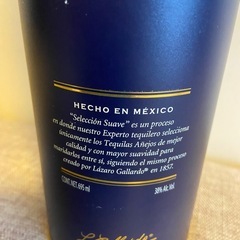 HECHO EN MÉXICO
"Selección Suave" es un proceso
en donde nuestro Experto tequilero selecciona
únicamente los Tequilas Añejos de mejor
calidad y con mayor suavidad para
maridarlos entre sí, siguiendo el mismo proceso
creado por Lázaro Gallardo® en 1857.
CONT. NET. 695 ml 38% Alc. Vol.